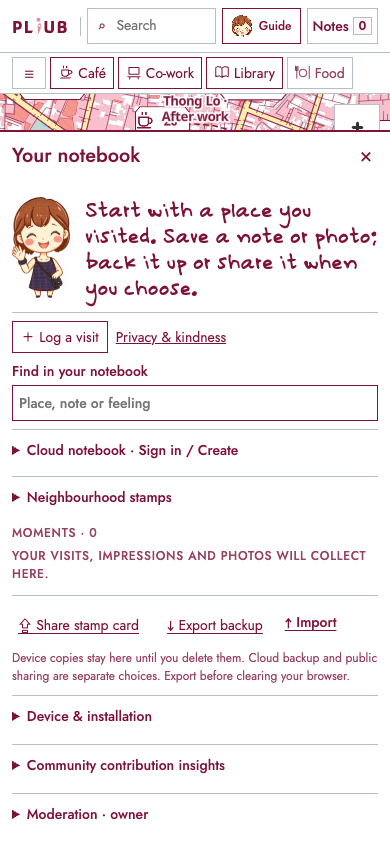 PLIUB
Search
Guide
Notes 0
Café
Co-work
Library
Food
Thong Lo
After work
Your notebook
Start with a place you
visited. Save a note or photo;
back it up or share it when
you choose.
+ Log a visit
Privacy & kindness
Find in your notebook
Place, note or feeling
Cloud notebook · Sign in / Create
Neighbourhood stamps
MOMENTS · 0
YOUR VISITS, IMPRESSIONS AND PHOTOS WILL COLLECT
HERE.
Share stamp card
↓ Export backup
↑ Import
Device copies stay here until you delete them. Cloud backup and public
sharing are separate choices. Export before clearing your browser.
Device & installation
Community contribution insights
Moderation · owner